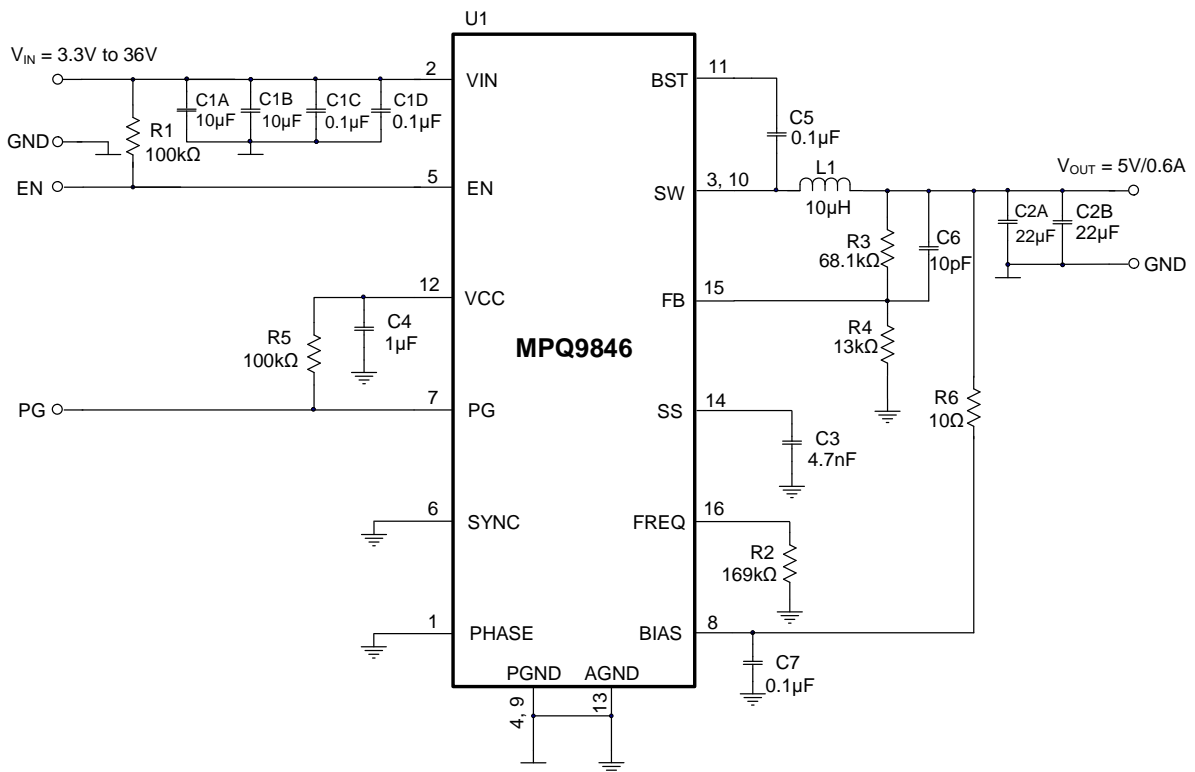 U1
V_IN = 3.3V to 36V
2
VIN
C1A
10µF
C1B
10µF
C1C
0.1µF
C1D
0.1µF
GND
R1
100kΩ
EN
5
EN
12
VCC
R5
100kΩ
C4
1µF
PG
7
PG
6
SYNC
1
PHASE
MPQ9846
PGND
AGND
4, 9
13
11
BST
C5
0.1µF
3, 10
SW
L1
10µH
V_OUT = 5V/0.6A
C2A
22µF
C2B
22µF
GND
R3
68.1kΩ
C6
10pF
15
FB
R4
13kΩ
R6
10Ω
14
SS
C3
4.7nF
16
FREQ
R2
169kΩ
8
BIAS
C7
0.1µF